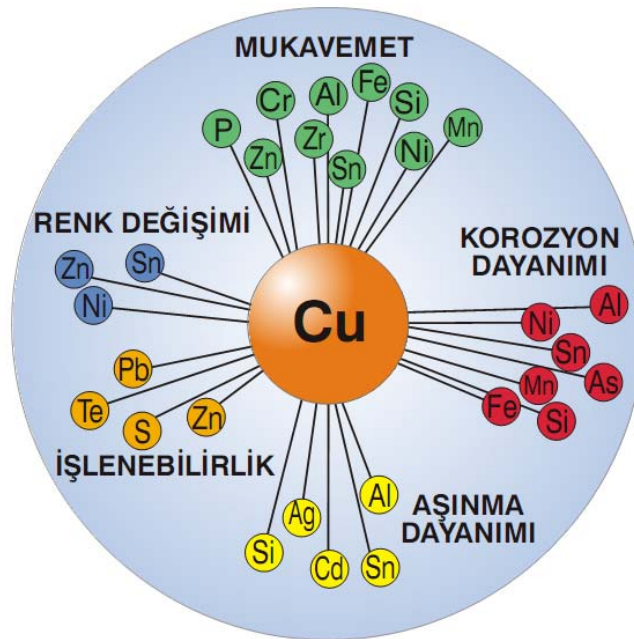 MUKAVEMET
P
Cr
Al
Fe
Si
Mn
Zn
Zr
Sn
Ni
RENK DEĞİŞİMİ
Zn
Sn
Ni
KOROZYON
DAYANIMI
Al
Ni
Sn
As
Mn
Fe
Si
Cu
Pb
Te
S
Zn
İŞLENEBİLİRLİK
Si
Ag
Cd
Al
Sn
AŞINMA
DAYANIMI